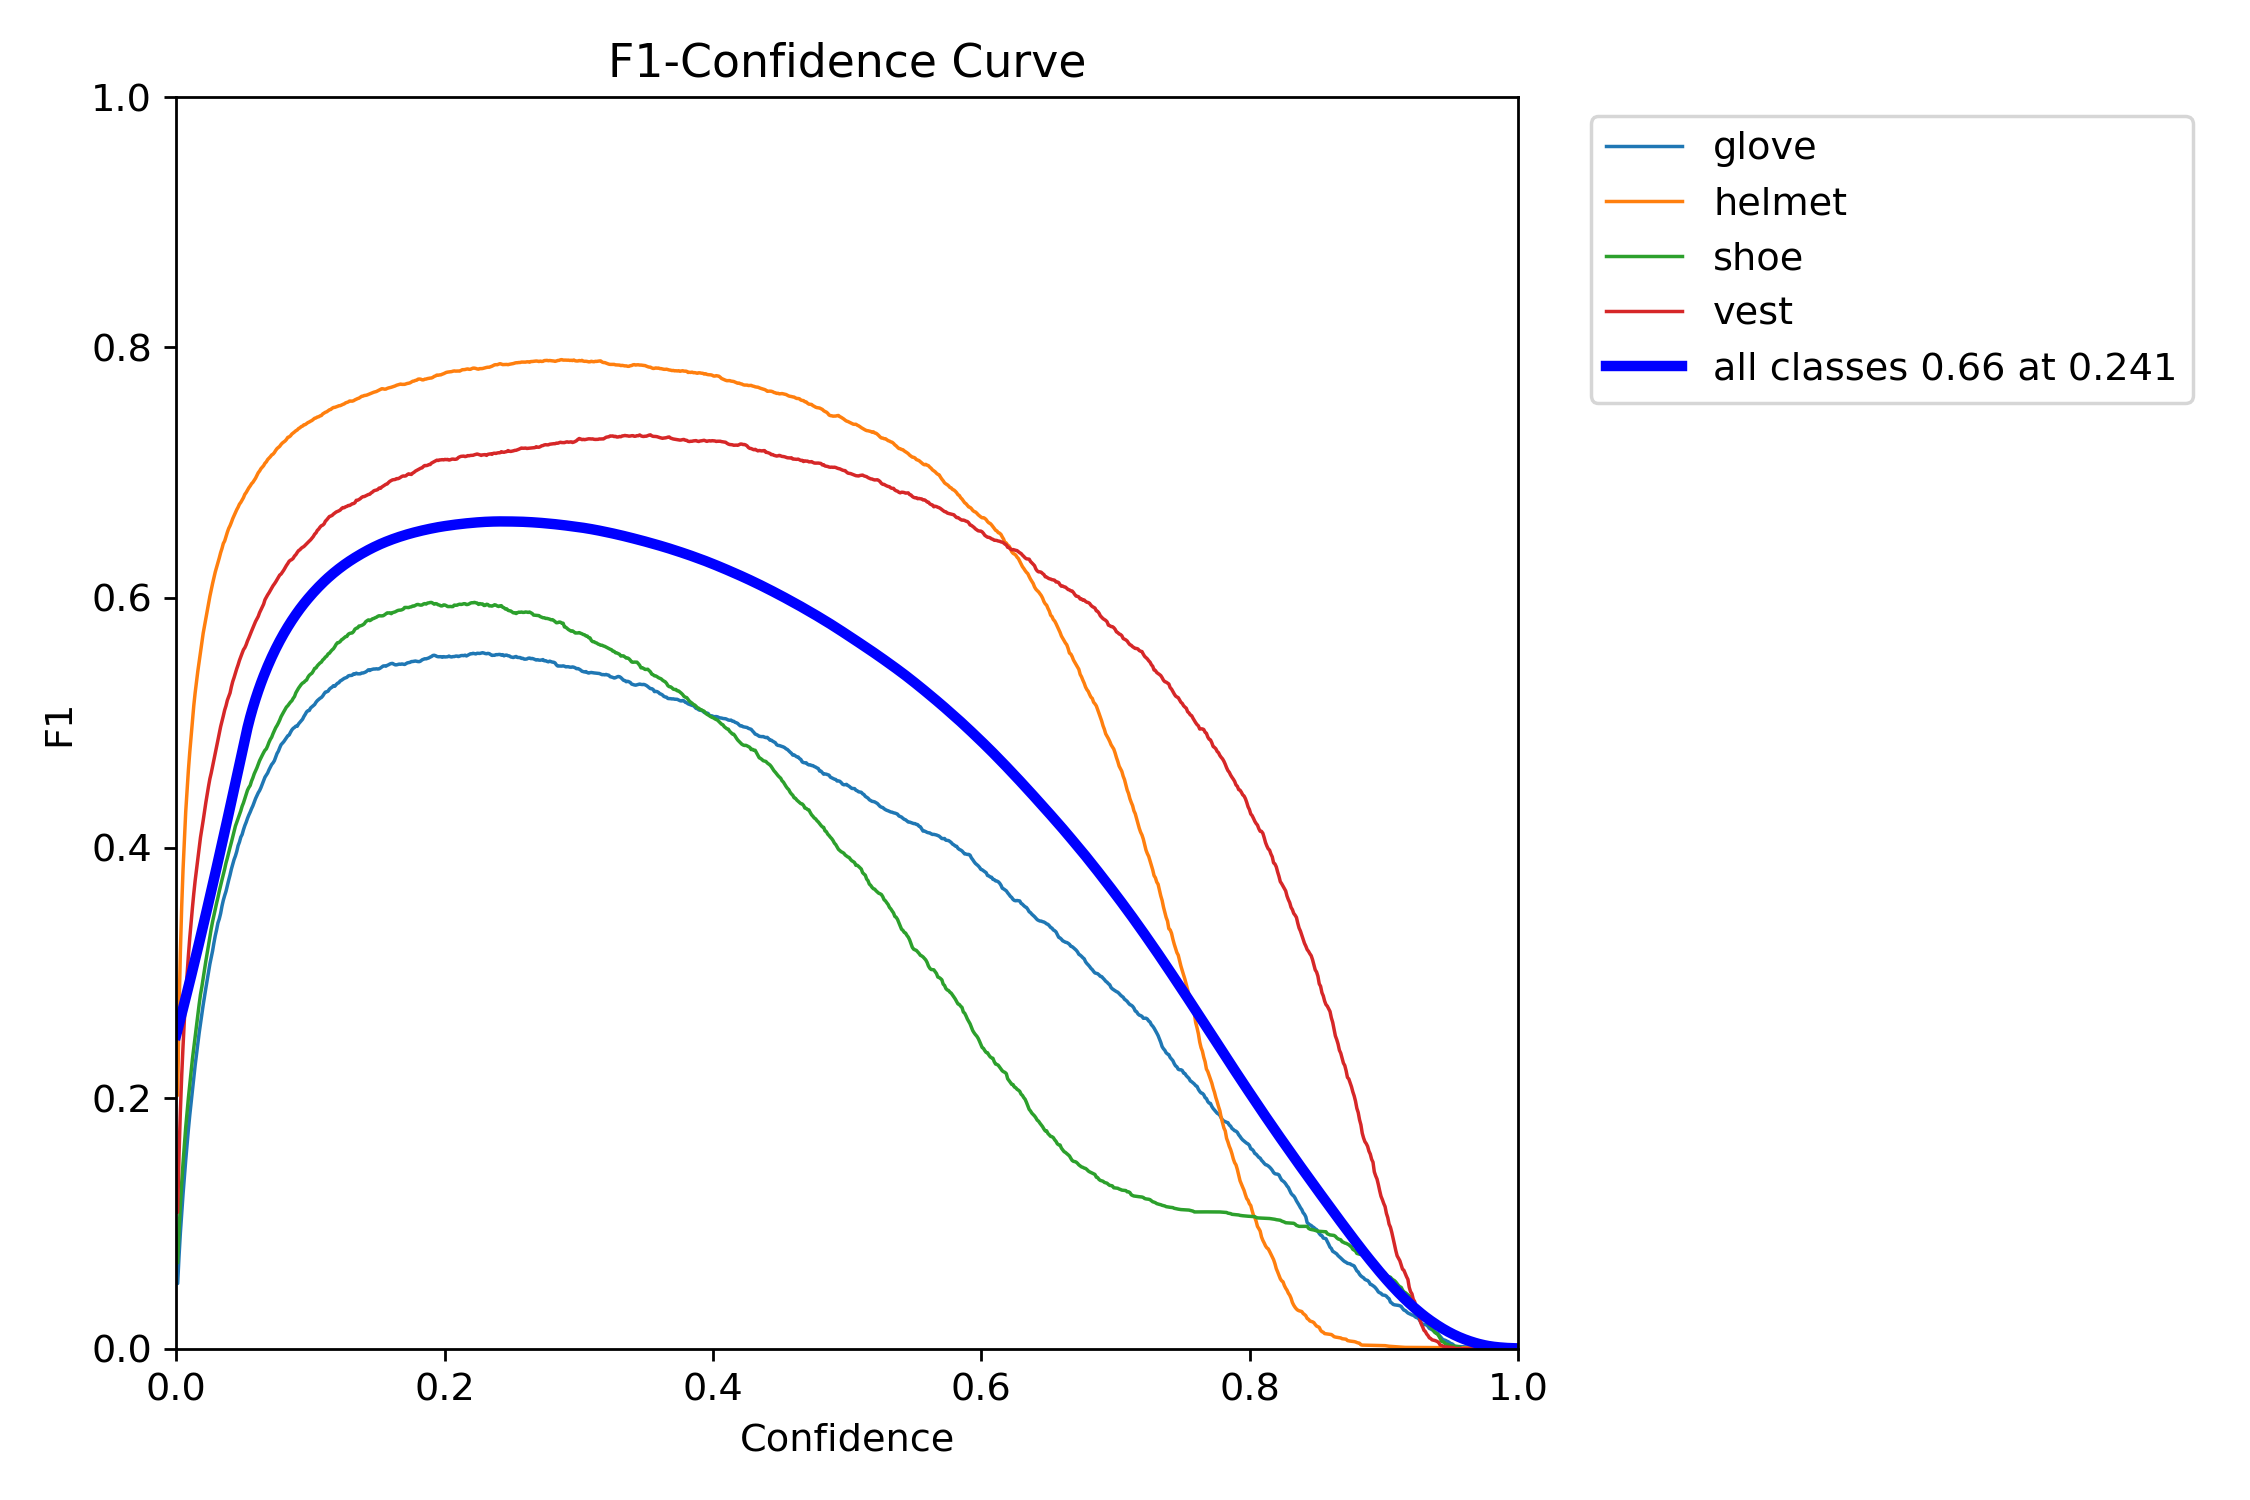 F1-Confidence Curve
1.0
0.8
0.6
0.4
0.2
0.0
F1
0.0 0.2 0.4 0.6 0.8 1.0
Confidence
glove
helmet
shoe
vest
all classes 0.66 at 0.241